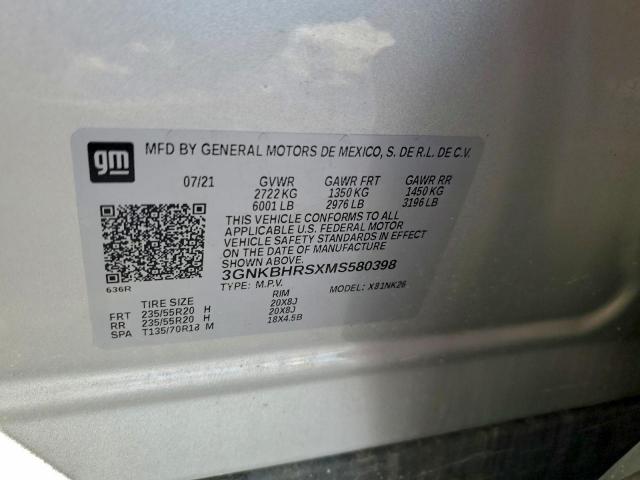 gm
MFD BY GENERAL MOTORS DE MEXICO, S. DE R.L. DE C.V.
07/21 GVWR GAWR FRT GAWR RR
2722 KG 1350 KG 1450 KG
6001 LB 2976 LB 3196 LB
THIS VEHICLE CONFORMS TO ALL
APPLICABLE U.S. FEDERAL MOTOR
VEHICLE SAFETY STANDARDS IN EFFECT
ON THE DATE OF MANUFACTURE
SHOWN ABOVE.
3GNKBHRSXMS580398
TYPE: M.P.V. MODEL: X81NK26
636R
TIRE SIZE RIM
FRT 235/55R20 H 20X8J
RR 235/55R20 H 20X8J
SPA T135/70R18 M 18X4.5B